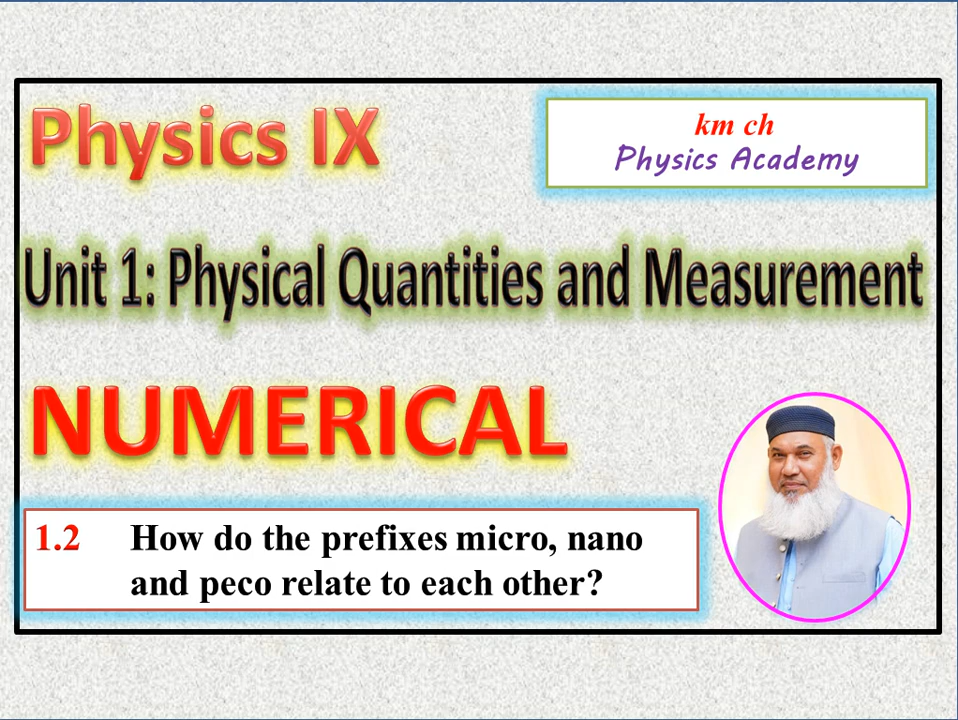 Physics IX
km ch
Physics Academy
Unit 1: Physical Quantities and Measurement
NUMERICAL
1.2 How do the prefixes micro, nano
and peco relate to each other?